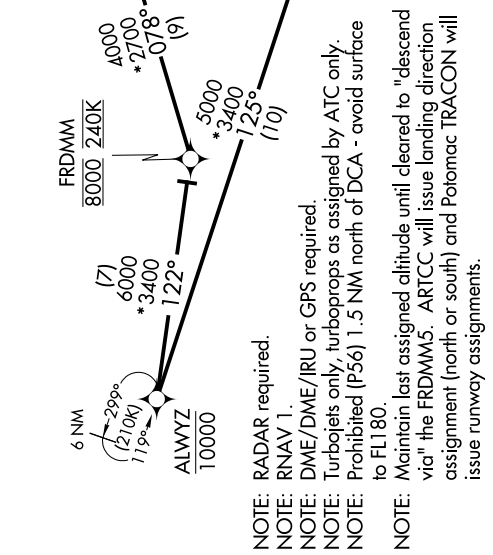 4000
*2700
078°
(9)
FRDMM
8000 240K
5000
*3400
125°
(10)
(7)
6000
*3400
122°
6 NM
299°
(210K)
119°
ALWYZ
10000
NOTE: RADAR required.
NOTE: RNAV 1.
NOTE: DME/DME/IRU or GPS required.
NOTE: Turbojets only, turboprops as assigned by ATC only.
NOTE: Prohibited (P56) 1.5 NM north of DCA - avoid surface
to FL180.
NOTE: Maintain last assigned altitude until cleared to "descend
via" the FRDMM5. ARTCC will issue landing direction
assignment (north or south) and Potomac TRACON will
issue runway assignments.